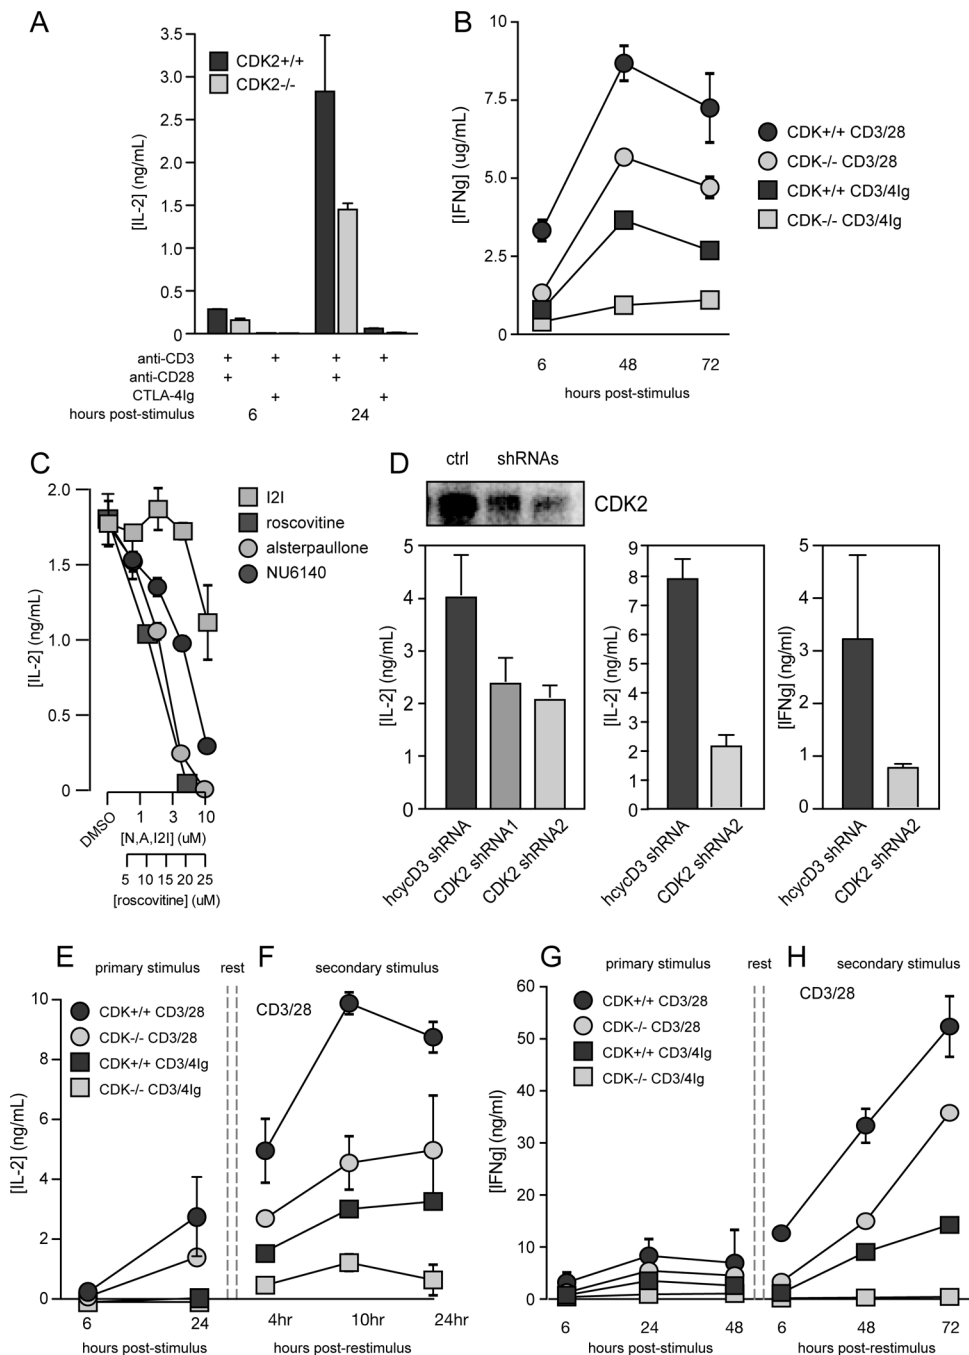 A
[IL-2] (ng/mL)
3.5
3.0
2.5
2.0
1.5
1.0
0.5
0
CDK2+/+
CDK2-/-
anti-CD3 + + + +
anti-CD28 + +
CTLA-4Ig + +
hours post-stimulus 6 24
B
[IFNg] (ug/mL)
10
7.5
5.0
2.5
0
6 48 72
hours post-stimulus
CDK+/+ CD3/28
CDK-/- CD3/28
CDK+/+ CD3/4Ig
CDK-/- CD3/4Ig
C
[IL-2] (ng/mL)
2.0
1.5
1.0
0.5
0
I2I
roscovitine
alsterpaullone
NU6140
DMSO 1 3 10
[N,A,I2I] (uM)
5 10 15 20 25
[roscovitine] (uM)
D
ctrl shRNAs
CDK2
[IL-2] (ng/mL)
5
4
3
2
1
0
hcycD3 shRNA
CDK2 shRNA1
CDK2 shRNA2
[IL-2] (ng/mL)
9
8
7
6
5
4
3
2
1
0
hcycD3 shRNA
CDK2 shRNA2
[IFNg] (ng/ml)
5
4
3
2
1
0
hcycD3 shRNA
CDK2 shRNA2
E
primary stimulus
rest
[IL-2] (ng/mL)
10
8
6
4
2
0
CDK+/+ CD3/28
CDK-/- CD3/28
CDK+/+ CD3/4Ig
CDK-/- CD3/4Ig
6 24
hours post-stimulus
F
secondary stimulus
CD3/28
4hr 10hr 24hr
hours post-restimulus
G
primary stimulus
rest
[IFNg] (ng/mL)
60
50
40
30
20
10
0
CDK+/+ CD3/28
CDK-/- CD3/28
CDK+/+ CD3/4Ig
CDK-/- CD3/4Ig
6 24 48
hours post-stimulus
H
secondary stimulus
CD3/28
6 48 72
hours post-restimulus